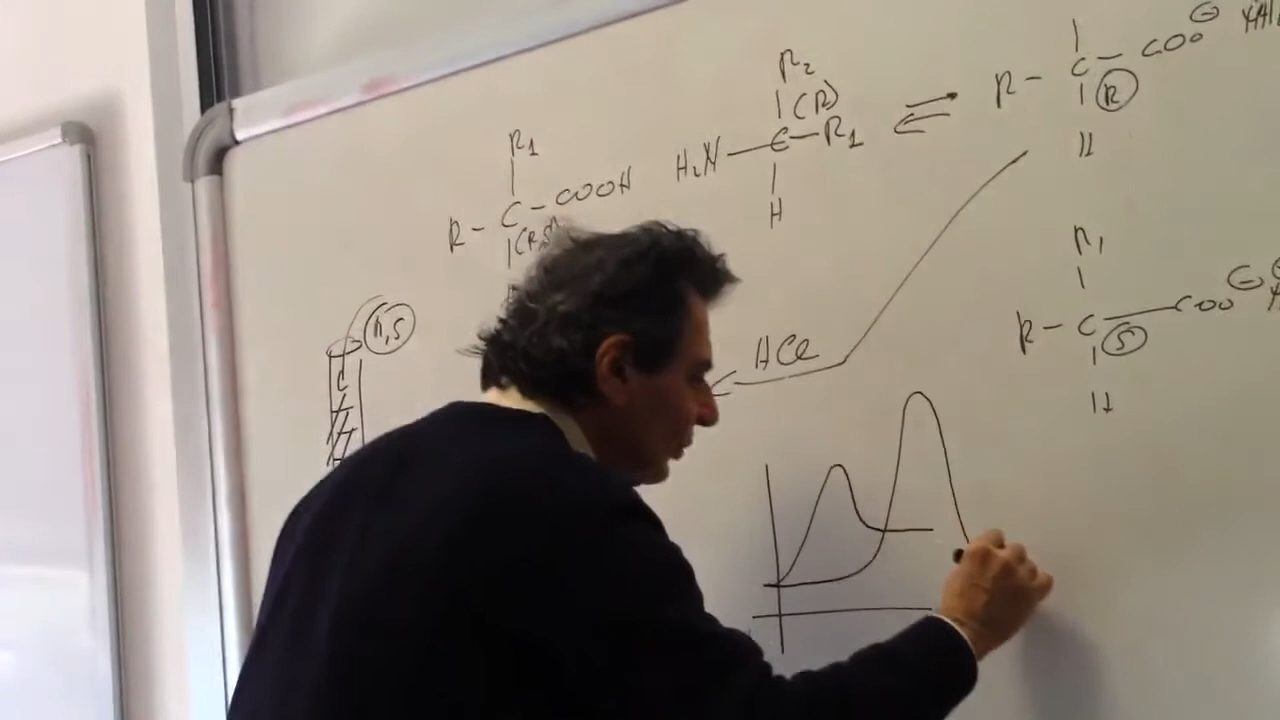 R1
R - C - COOH
(R,S)
R2
(R)
H2N - C - R1
H
⇌
R - C - COO⊖
R
H
R1
R - C - COO⊖
S
H
R,S
HCl